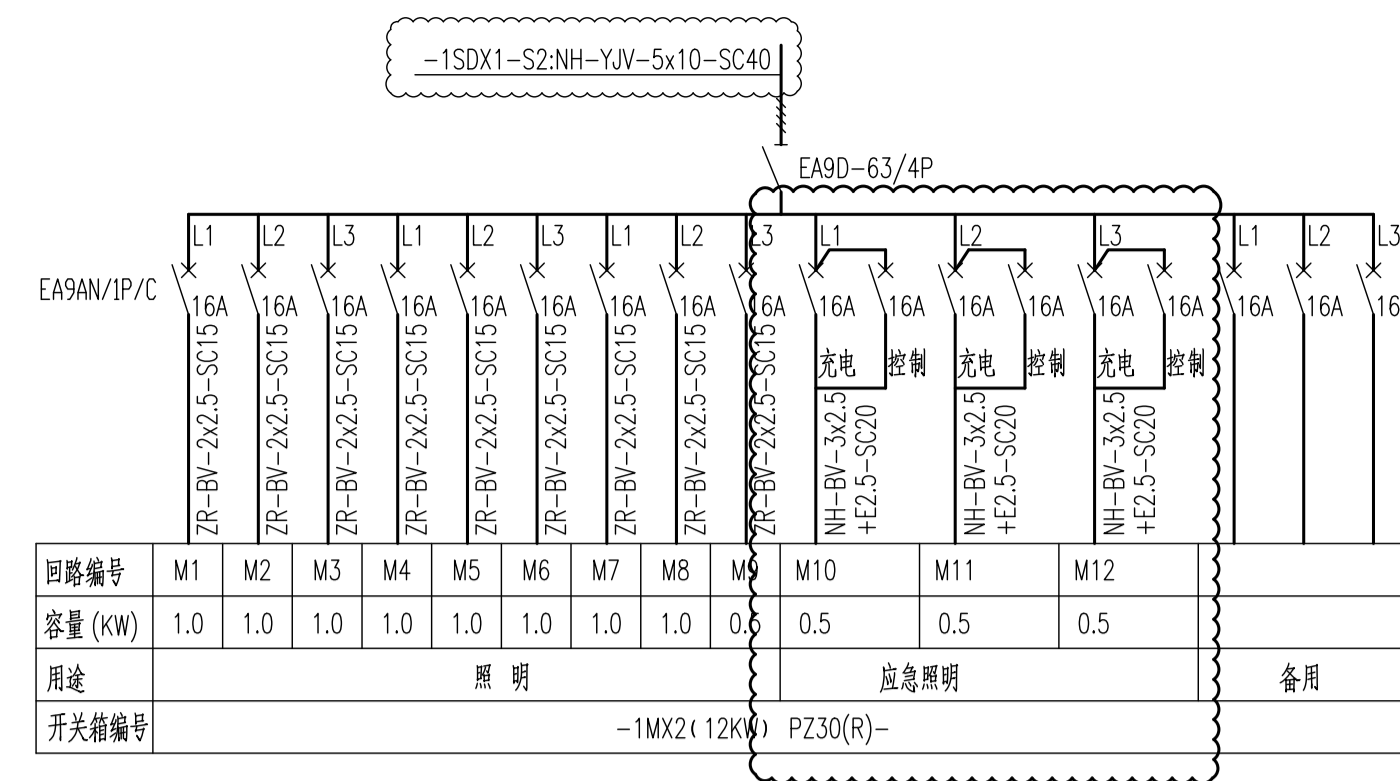 -1SDX1-S2:NH-YJV-5x10-SC40
EA9D-63/4P
L1 L2 L3 L1 L2 L3 L1 L2 L3 L1 L2 L3 L1 L2 L3
EA9AN/1P/C
16A 16A 16A 16A 16A 16A 16A 16A 16A 16A 16A 16A 16A 16A 16A 16A 16A 16
充电 控制 充电 控制 充电 控制
ZR-BV-2x2.5-SC15
ZR-BV-2x2.5-SC15
ZR-BV-2x2.5-SC15
ZR-BV-2x2.5-SC15
ZR-BV-2x2.5-SC15
ZR-BV-2x2.5-SC15
ZR-BV-2x2.5-SC15
ZR-BV-2x2.5-SC15
ZR-BV-2x2.5-SC15
NH-BV-3x2.5
+E2.5-SC20
NH-BV-3x2.5
+E2.5-SC20
NH-BV-3x2.5
+E2.5-SC20
回路编号 M1 M2 M3 M4 M5 M6 M7 M8 M9 M10 M11 M12
容量(KW) 1.0 1.0 1.0 1.0 1.0 1.0 1.0 1.0 0.5 0.5 0.5
用途 照明 应急照明 备用
开关箱编号 -1MX2(12KW) PZ30(R)-